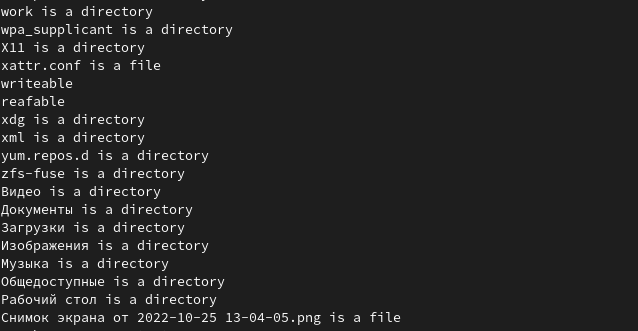 work is a directory
wpa_supplicant is a directory
X11 is a directory
xattr.conf is a file
writeable
reafable
xdg is a directory
xml is a directory
yum.repos.d is a directory
zfs-fuse is a directory
Видео is a directory
Документы is a directory
Загрузки is a directory
Изображения is a directory
Музыка is a directory
Общедоступные is a directory
Рабочий стол is a directory
Снимок экрана от 2022-10-25 13-04-05.png is a file